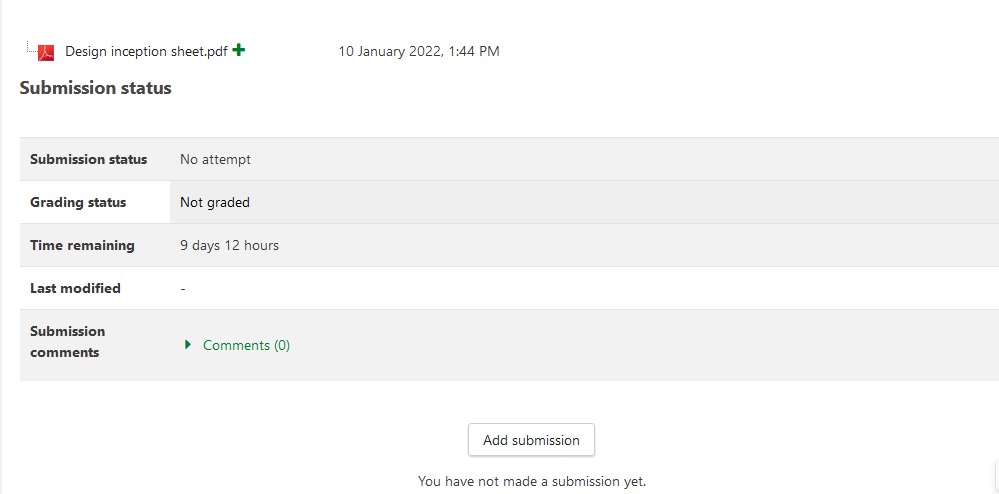 Design inception sheet.pdf 10 January 2022, 1:44 PM
Submission status
Submission status No attempt
Grading status Not graded
Time remaining 9 days 12 hours
Last modified -
Submission
comments
Comments (0)
Add submission
You have not made a submission yet.